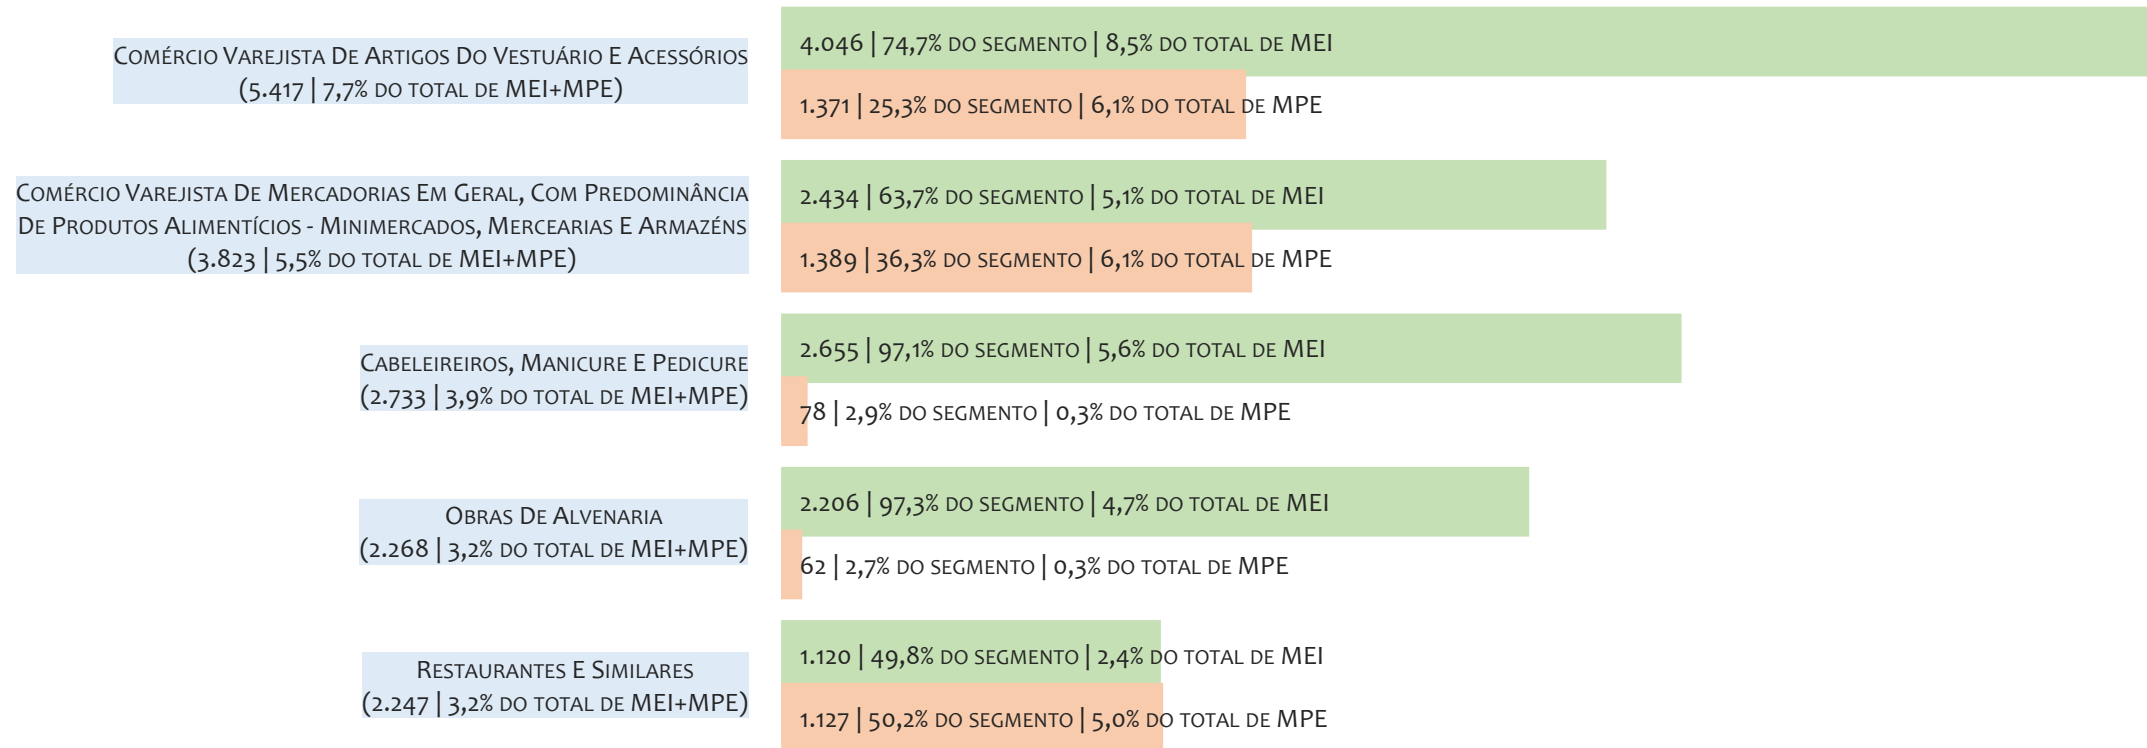 Comércio Varejista De Artigos Do Vestuário E Acessórios
(5.417 | 7,7% do total de MEI+MPE)
4.046 | 74,7% do segmento | 8,5% do total de MEI
1.371 | 25,3% do segmento | 6,1% do total de MPE
Comércio Varejista De Mercadorias Em Geral, Com Predominância
De Produtos Alimentícios - Minimercados, Mercearias E Armazéns
(3.823 | 5,5% do total de MEI+MPE)
2.434 | 63,7% do segmento | 5,1% do total de MEI
1.389 | 36,3% do segmento | 6,1% do total de MPE
Cabeleireiros, Manicure E Pedicure
(2.733 | 3,9% do total de MEI+MPE)
2.655 | 97,1% do segmento | 5,6% do total de MEI
78 | 2,9% do segmento | 0,3% do total de MPE
Obras De Alvenaria
(2.268 | 3,2% do total de MEI+MPE)
2.206 | 97,3% do segmento | 4,7% do total de MEI
62 | 2,7% do segmento | 0,3% do total de MPE
Restaurantes E Similares
(2.247 | 3,2% do total de MEI+MPE)
1.120 | 49,8% do segmento | 2,4% do total de MEI
1.127 | 50,2% do segmento | 5,0% do total de MPE